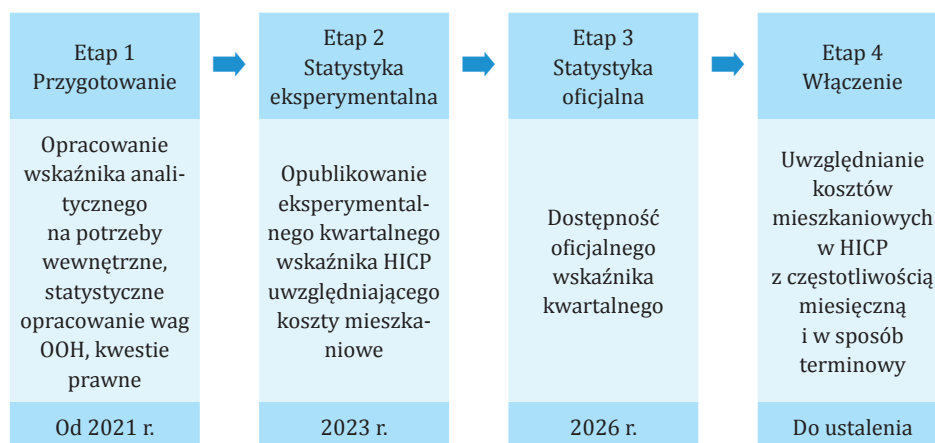 Etap 1
Przygotowanie
Opracowanie
wskaźnika anali-
tycznego
na potrzeby
wewnętrzne,
statystyczne
opracowanie wag
OOH, kwestie
prawne
Od 2021 r.
Etap 2
Statystyka
eksperymentalna
Opublikowanie
eksperymental-
nego kwartalnego
wskaźnika HICP
uwzględniającego
koszty mieszka-
niowe
2023 r.
Etap 3
Statystyka
oficjalna
Dostępność
oficjalnego
wskaźnika
kwartalnego
2026 r.
Etap 4
Włączenie
Uwzględnianie
kosztów
mieszkaniowych
w HICP
z częstotliwością
miesięczną
i w sposób
terminowy
Do ustalenia